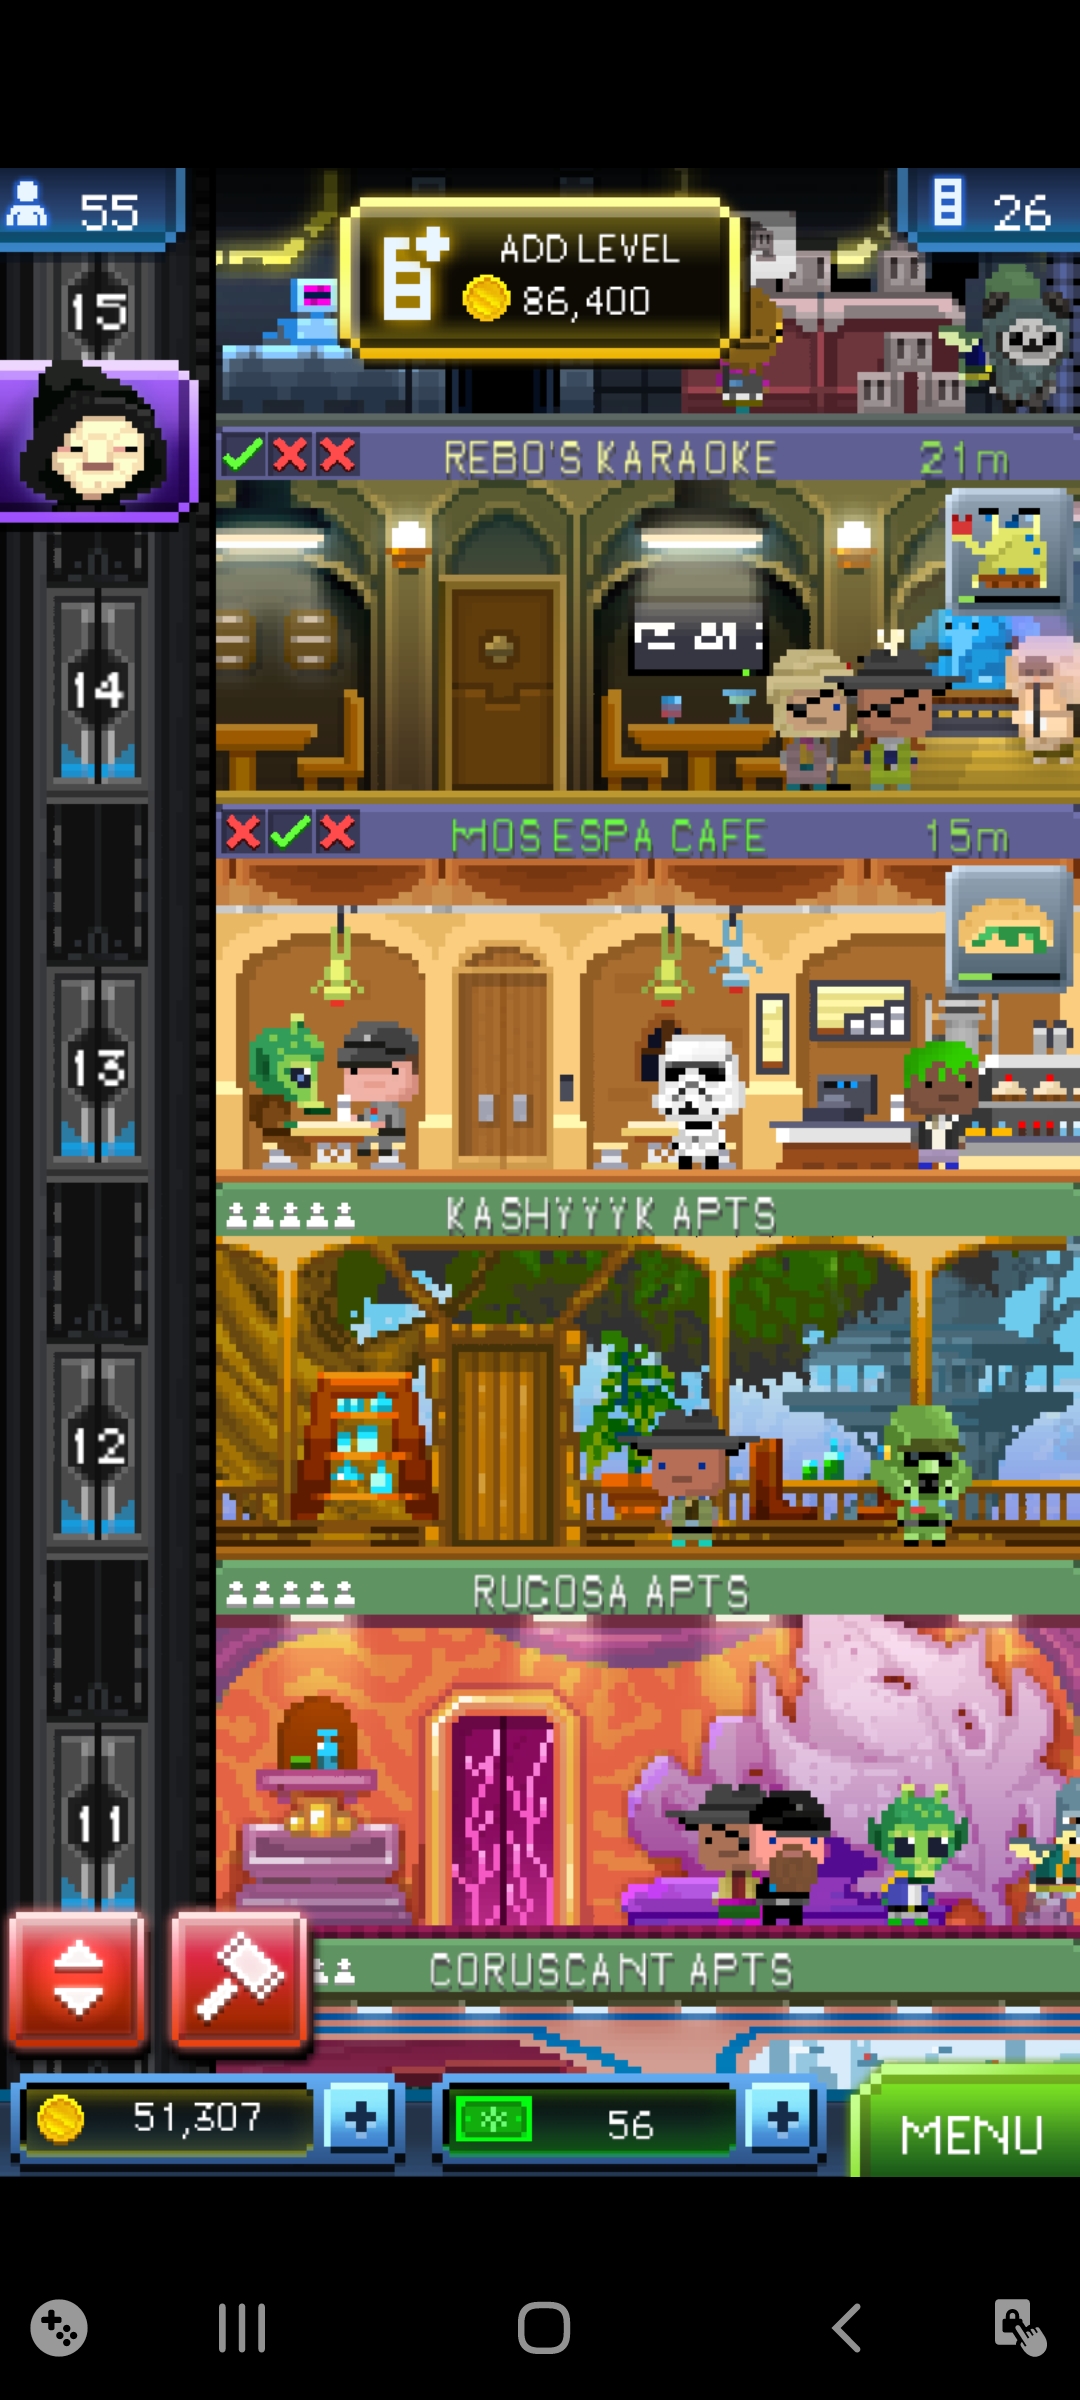 55
ADD LEVEL
86,400
26
15
REBO'S KARAOKE
21m
14
MOS ESPA CAFE
15m
13
KASHYYYK APTS
12
RUGOSA APTS
11
CORUSCANT APTS
51,307
56
MENU